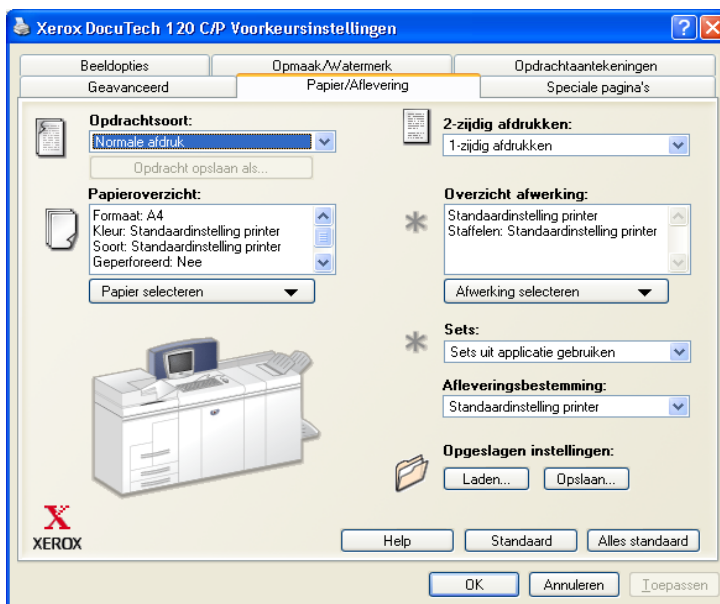 Xerox DocuTech 120 C/P Voorkeursinstellingen
Beeldopties
Opmaak/Watermerk
Opdrachtaantekeningen
Geavanceerd
Papier/Aflevering
Speciale pagina's
Opdrachtsoort:
Normale afdruk
Opdracht opslaan als...
Papieroverzicht:
Formaat: A4
Kleur: Standaardinstelling printer
Soort: Standaardinstelling printer
Geperforeerd: Nee
Papier selecteren
2-zijdig afdrukken:
1-zijdig afdrukken
Overzicht afwerking:
Standaardinstelling printer
Staffelen: Standaardinstelling printer
Afwerking selecteren
Sets:
Sets uit applicatie gebruiken
Afleveringsbestemming:
Standaardinstelling printer
Opgeslagen instellingen:
Laden...
Opslaan...
X
XEROX
Help
Standaard
Alles standaard
OK
Annuleren
Toepassen